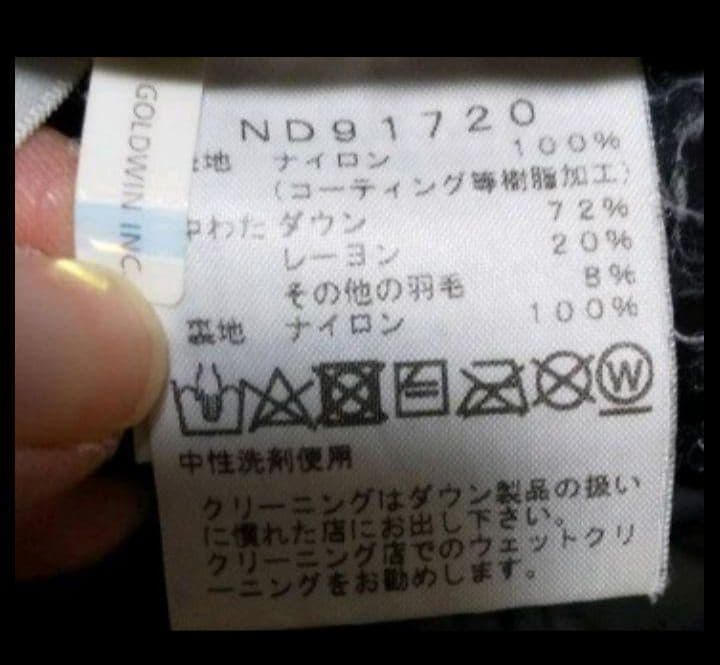 GOLDWIN INC
ND91720
地 ナイロン 100%
(コーティング等樹脂加工)
中わた ダウン 72%
レーヨン 20%
その他の羽毛 8%
裏地 ナイロン 100%
W
中性洗剤使用
クリーニングはダウン製品の扱い
に慣れた店にお出し下さい。
クリーニング店でのウェットクリ
ーニングをお勧めします。